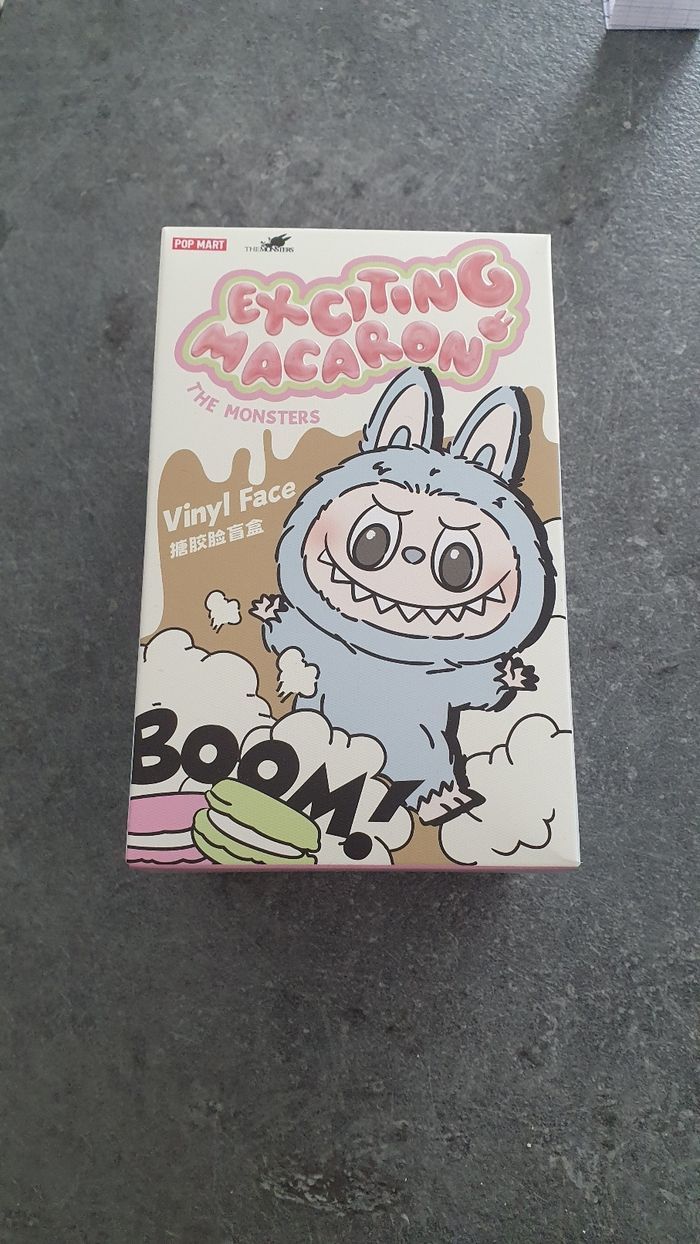 POP MART
THE MONSTERS
EXCITING
MACARON
THE MONSTERS
Vinyl Face
搪胶脸盲盒
BOOM!